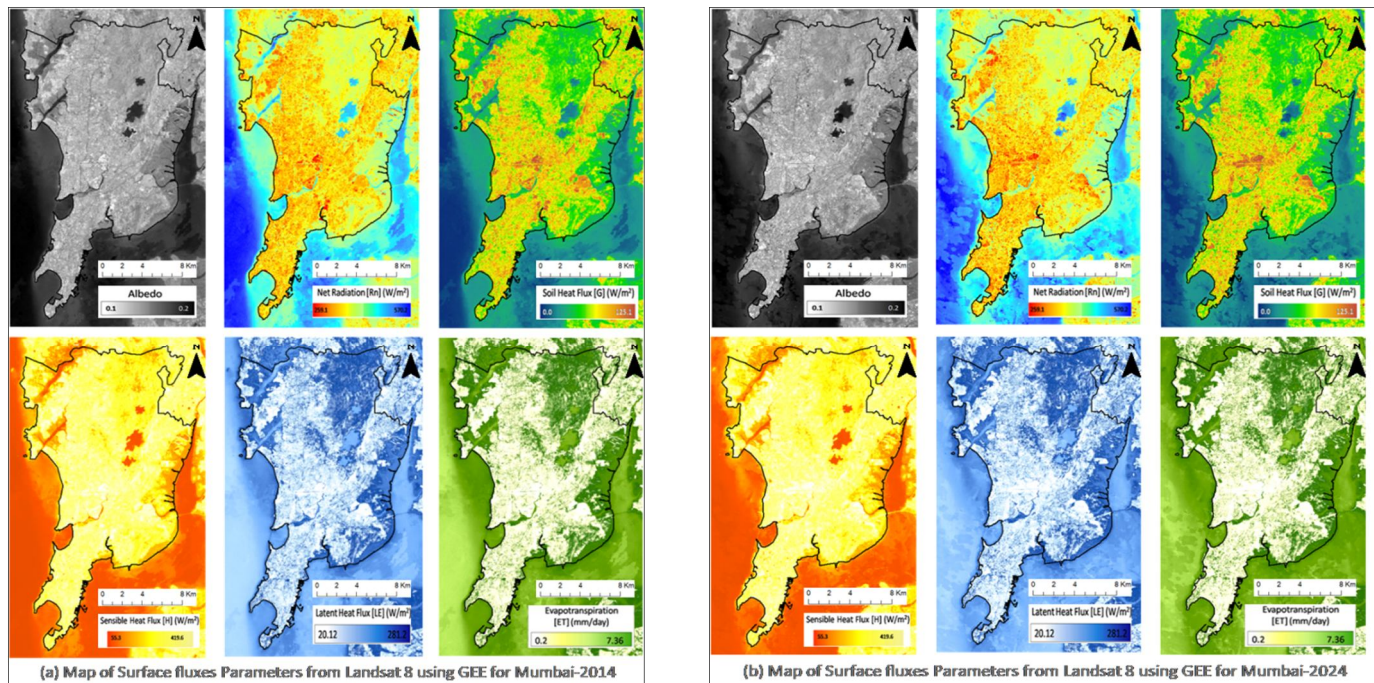 N
N
N
0 2 4 8 Km
Albedo
0.1 0.2
0 2 4 8 Km
Net Radiation [Rn] (W/m²)
259.1 570.2
0 2 4 8 Km
Soil Heat Flux [G] (W/m²)
0.0 125.1
N
N
N
0 2 4 8 Km
Sensible Heat Flux [H] (W/m²)
55.3 419.6
0 2 4 8 Km
Latent Heat Flux [LE] (W/m²)
20.12 281.2
0 2 4 8 Km
Evapotranspiration
[ET] (mm/day)
0.2 7.36
(a) Map of Surface fluxes Parameters from Landsat 8 using GEE for Mumbai-2014
N
N
N
0 2 4 8 Km
Albedo
0.1 0.2
0 2 4 8 Km
Net Radiation [Rn] (W/m²)
259.1 570.2
0 2 4 8 Km
Soil Heat Flux [G] (W/m²)
0.0 125.1
N
N
N
0 2 4 8 Km
Sensible Heat Flux [H] (W/m²)
419.6
0 2 4 8 Km
Latent Heat Flux [LE] (W/m²)
20.12 281.2
0 2 4 8 Km
Evapotranspiration
[ET] (mm/day)
0.2 7.36
(b) Map of Surface fluxes Parameters from Landsat 8 using GEE for Mumbai-2024